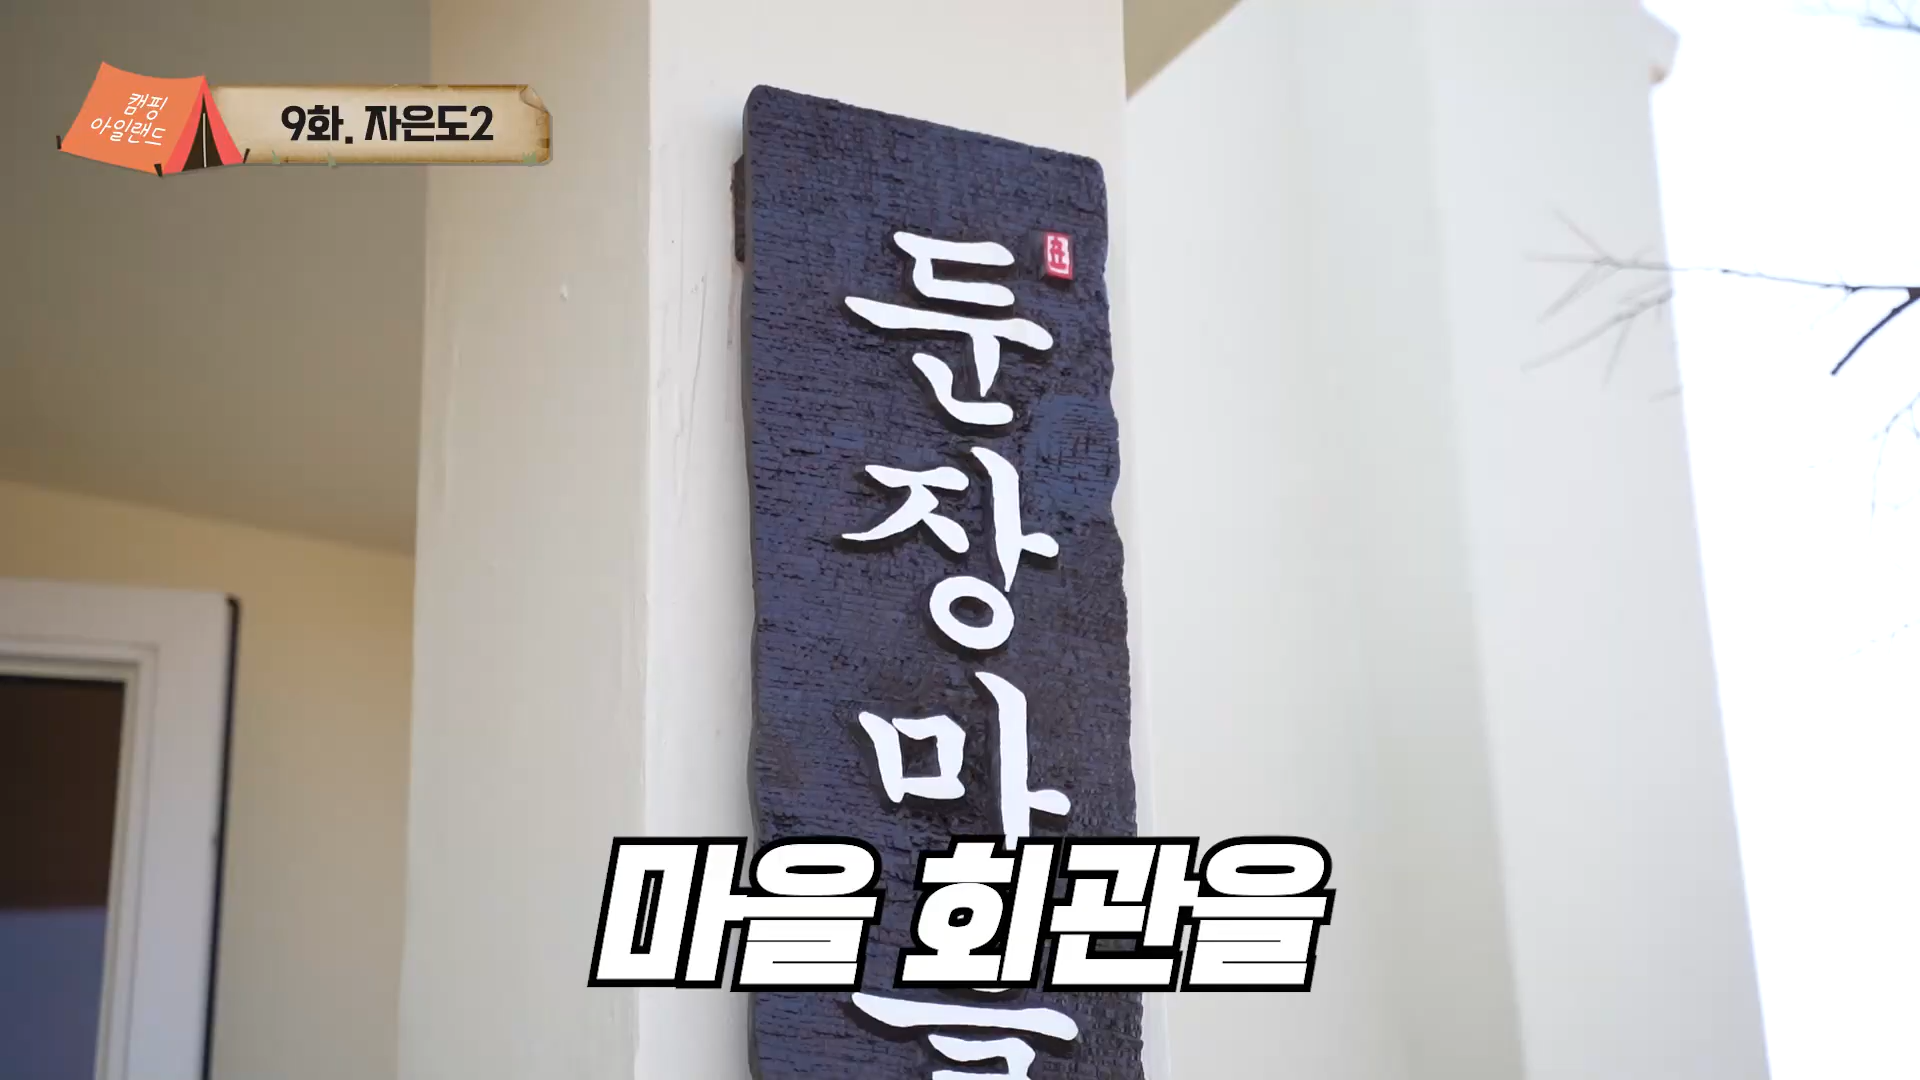 캠핑
아일랜드
9화. 자은도2
둔장마
마을 회관을